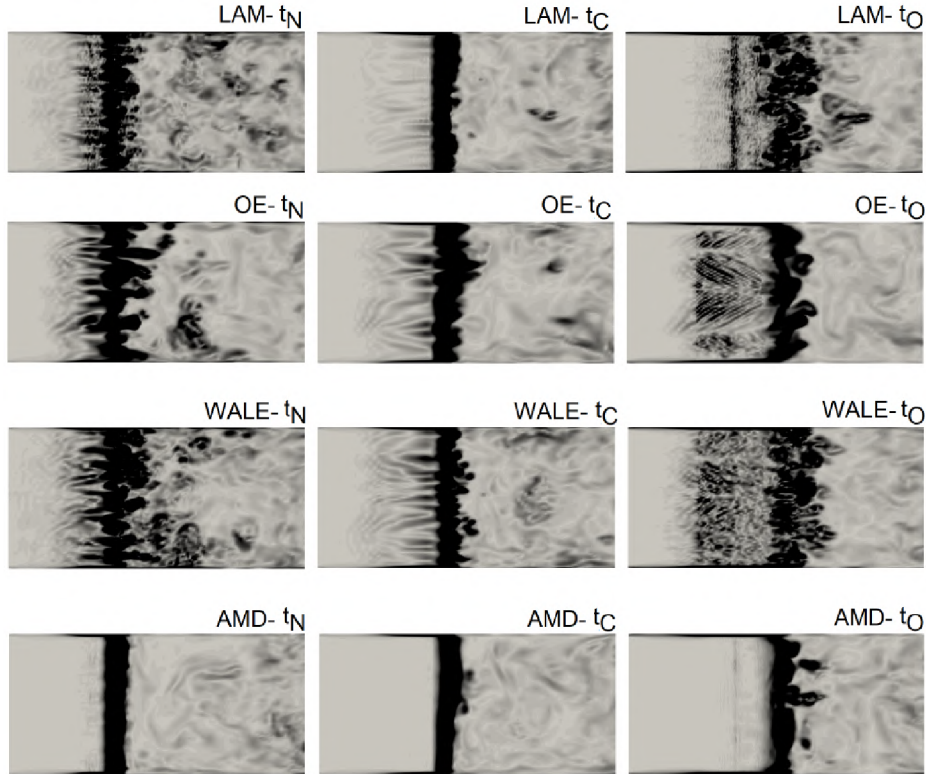 LAM- tN
LAM- tC
LAM- tO
OE- tN
OE- tC
OE- tO
WALE- tN
WALE- tC
WALE- tO
AMD- tN
AMD- tC
AMD- tO